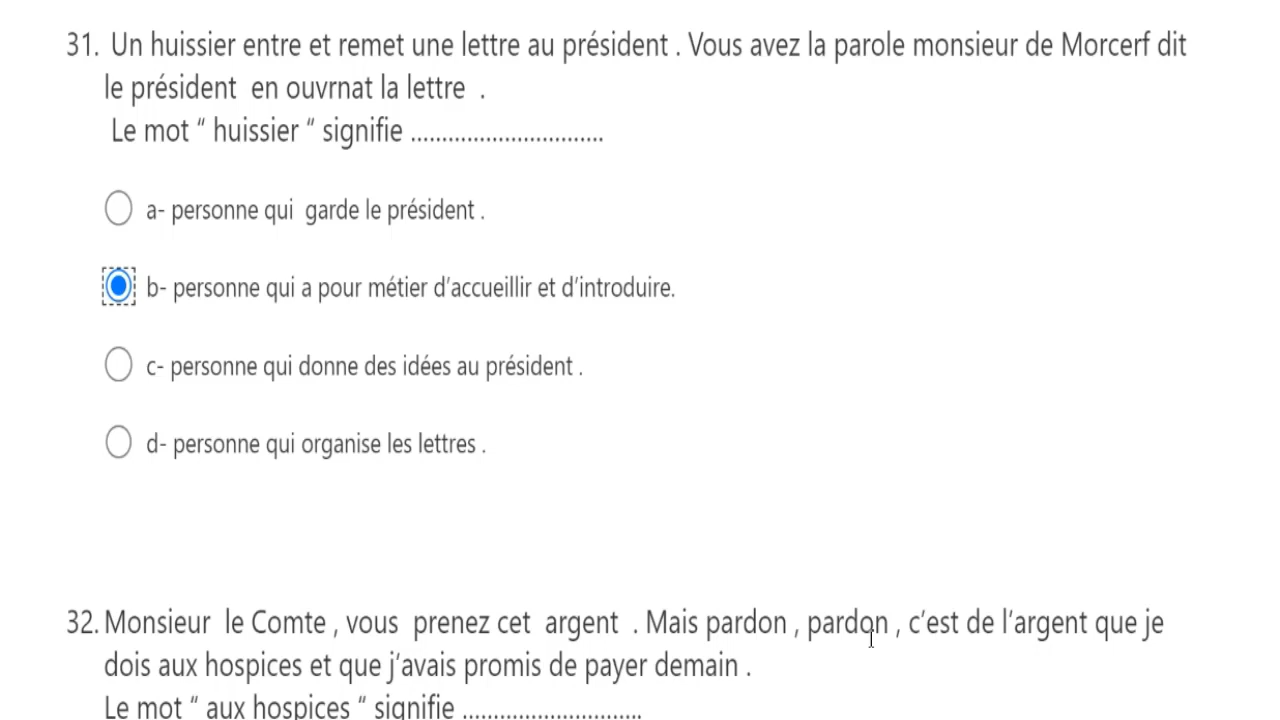 31. Un huissier entre et remet une lettre au président . Vous avez la parole monsieur de Morcerf dit
le président en ouvrnat la lettre .
Le mot “ huissier “ signifie ...............................
a- personne qui garde le président .
b- personne qui a pour métier d’accueillir et d’introduire.
c- personne qui donne des idées au président .
d- personne qui organise les lettres .
32. Monsieur le Comte , vous prenez cet argent . Mais pardon , pardon , c’est de l’argent que je
dois aux hospices et que j’avais promis de payer demain .
Le mot “ aux hospices “ signifie .............................